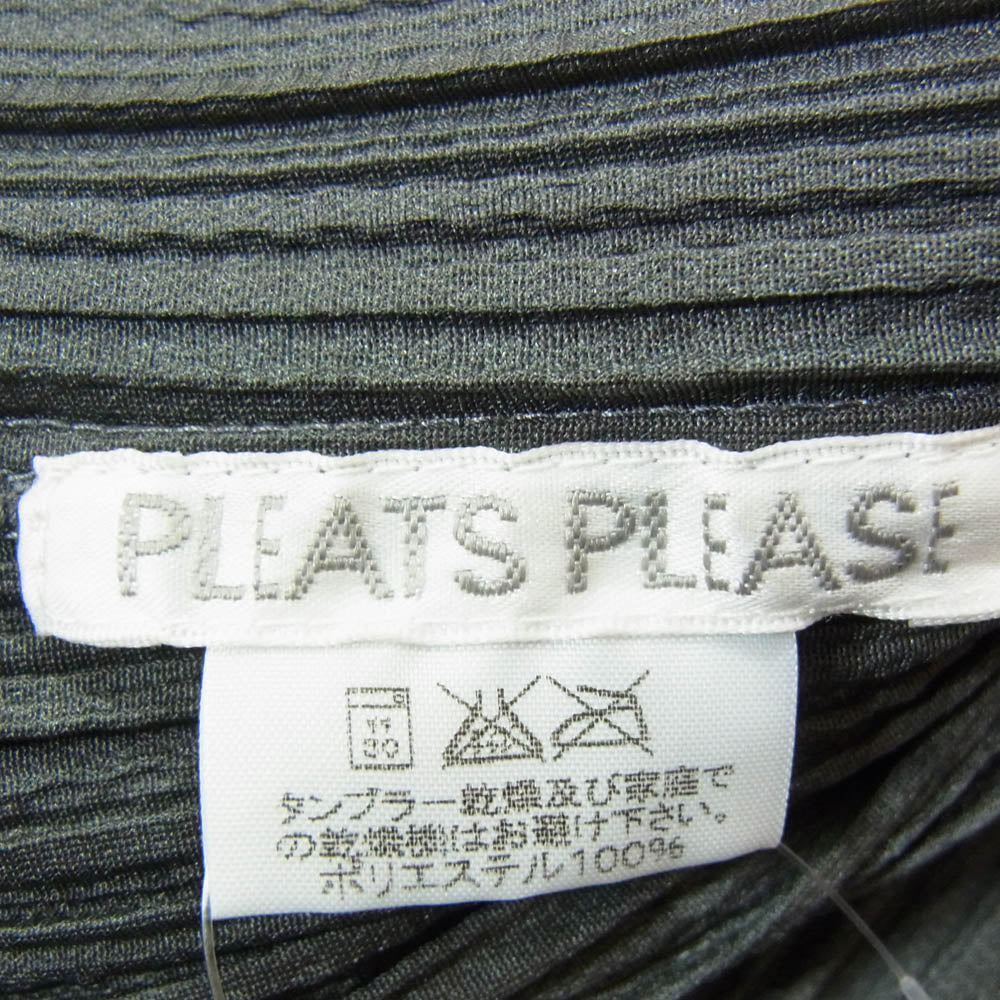 PLEATS PLEASE
タンブラー乾燥及び家庭で
の乾燥機はお避け下さい。
ポリエステル100%